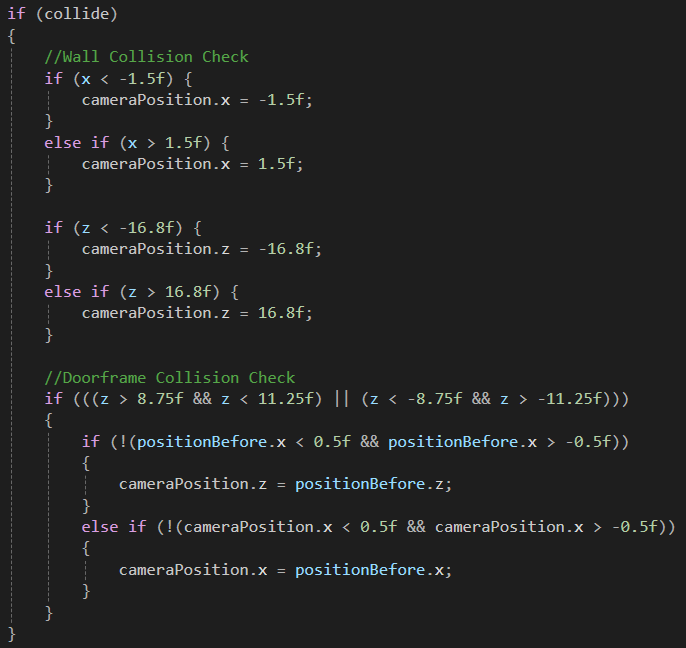 if (collide)
{
    //Wall Collision Check
    if (x < -1.5f) {
        cameraPosition.x = -1.5f;
    }
    else if (x > 1.5f) {
        cameraPosition.x = 1.5f;
    }

    if (z < -16.8f) {
        cameraPosition.z = -16.8f;
    }
    else if (z > 16.8f) {
        cameraPosition.z = 16.8f;
    }

    //Doorframe Collision Check
    if (((z > 8.75f && z < 11.25f) || (z < -8.75f && z > -11.25f)))
    {
        if (!(positionBefore.x < 0.5f && positionBefore.x > -0.5f))
        {
            cameraPosition.z = positionBefore.z;
        }
        else if (!(cameraPosition.x < 0.5f && cameraPosition.x > -0.5f))
        {
            cameraPosition.x = positionBefore.x;
        }
    }
}